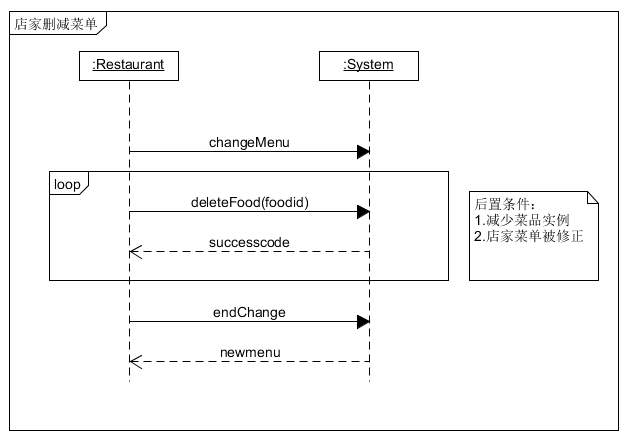 店家删减菜单
:Restaurant
:System
changeMenu
loop
deleteFood(foodid)
successcode
后置条件：
1.减少菜品实例
2.店家菜单被修正
endChange
newmenu